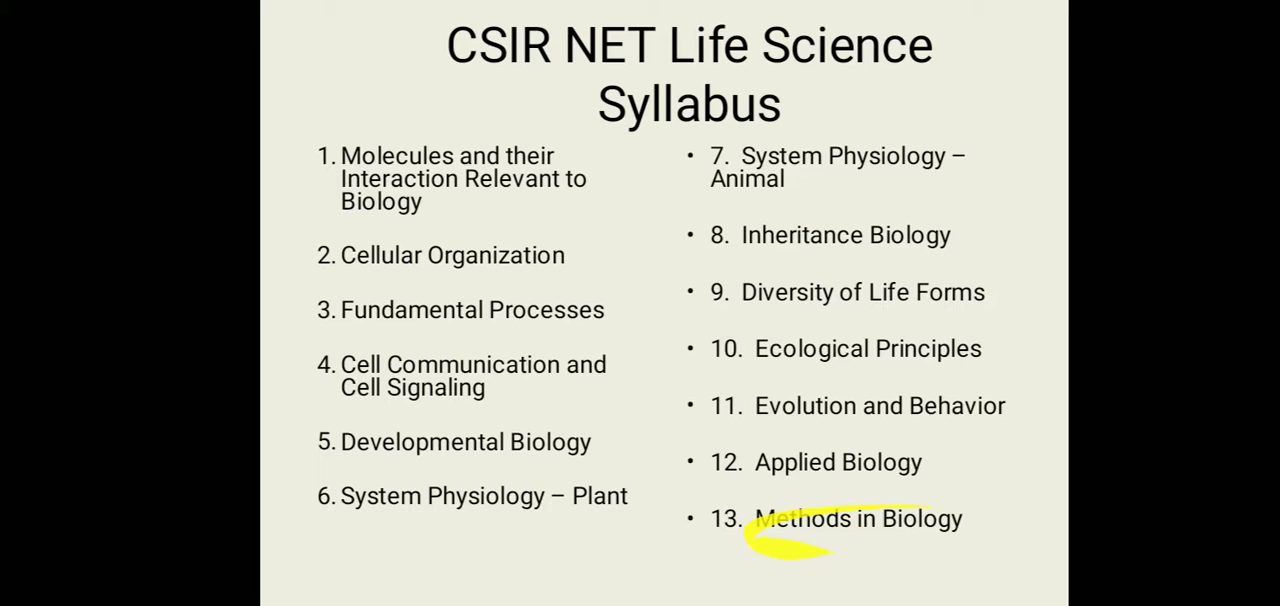 CSIR NET Life Science
Syllabus
1. Molecules and their
Interaction Relevant to
Biology
2. Cellular Organization
3. Fundamental Processes
4. Cell Communication and
Cell Signaling
5. Developmental Biology
6. System Physiology – Plant
• 7. System Physiology –
Animal
• 8. Inheritance Biology
• 9. Diversity of Life Forms
• 10. Ecological Principles
• 11. Evolution and Behavior
• 12. Applied Biology
• 13. Methods in Biology